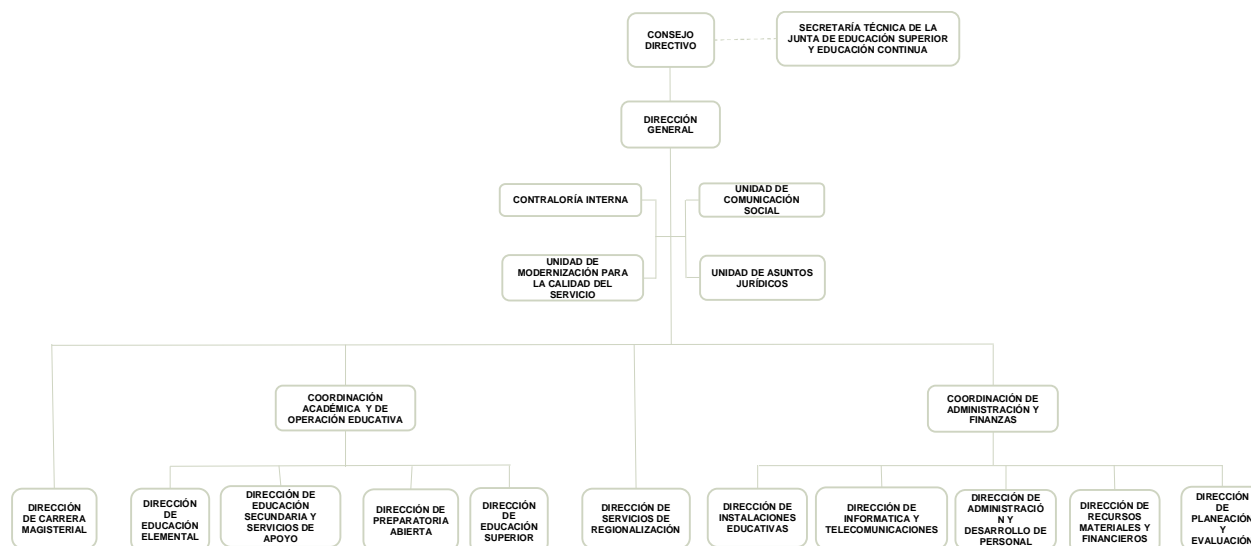 CONSEJO
DIRECTIVO
SECRETARÍA TÉCNICA DE LA
JUNTA DE EDUCACIÓN SUPERIOR
Y EDUCACIÓN CONTINUA
DIRECCIÓN
GENERAL
CONTRALORÍA INTERNA
UNIDAD DE
COMUNICACIÓN
SOCIAL
UNIDAD DE
MODERNIZACIÓN PARA
LA CALIDAD DEL
SERVICIO
UNIDAD DE ASUNTOS
JURÍDICOS
COORDINACIÓN
ACADÉMICA Y DE
OPERACIÓN EDUCATIVA
COORDINACIÓN DE
ADMINISTRACIÓN Y
FINANZAS
DIRECCIÓN
DE CARRERA
MAGISTERIAL
DIRECCIÓN
DE
EDUCACIÓN
ELEMENTAL
DIRECCIÓN DE
EDUCACIÓN
SECUNDARIA Y
SERVICIOS DE
APOYO
DIRECCIÓN DE
PREPARATORIA
ABIERTA
DIRECCIÓN
DE
EDUCACIÓN
SUPERIOR
DIRECCIÓN DE
SERVICIOS DE
REGIONALIZACIÓN
DIRECCIÓN DE
INSTALACIONES
EDUCATIVAS
DIRECCIÓN DE
INFORMATICA Y
TELECOMUNICACIONES
DIRECCIÓN DE
ADMINISTRACIÓ
N Y
DESARROLLO DE
PERSONAL
DIRECCIÓN DE
RECURSOS
MATERIALES Y
FINANCIEROS
DIRECCIÓN
DE
PLANEACIÓN
Y
EVALUACIÓN